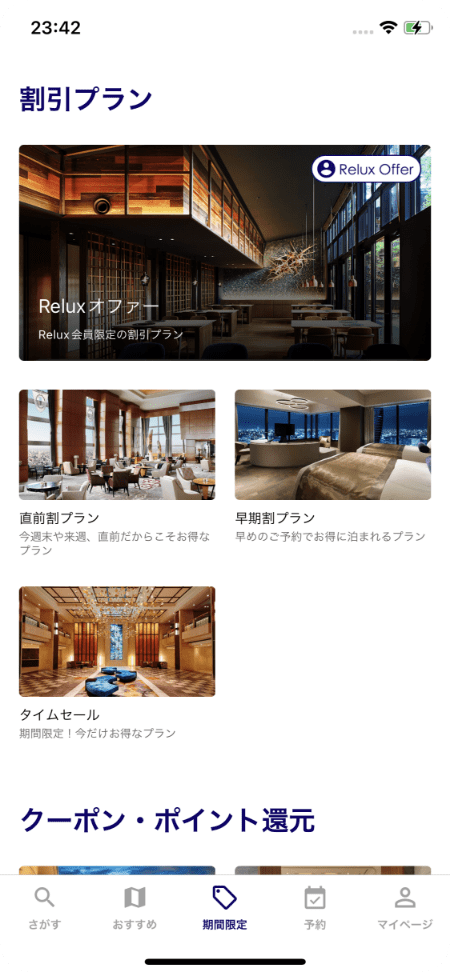 23:42
割引プラン
Relux Offer
Reluxオファー
Relux会員限定の割引プラン
直前割プラン
今週末や来週、直前だからこそお得な
プラン
早期割プラン
早めのご予約でお得に泊まれるプラン
タイムセール
期間限定！今だけお得なプラン
クーポン・ポイント還元
さがす
おすすめ
期間限定
予約
マイページ